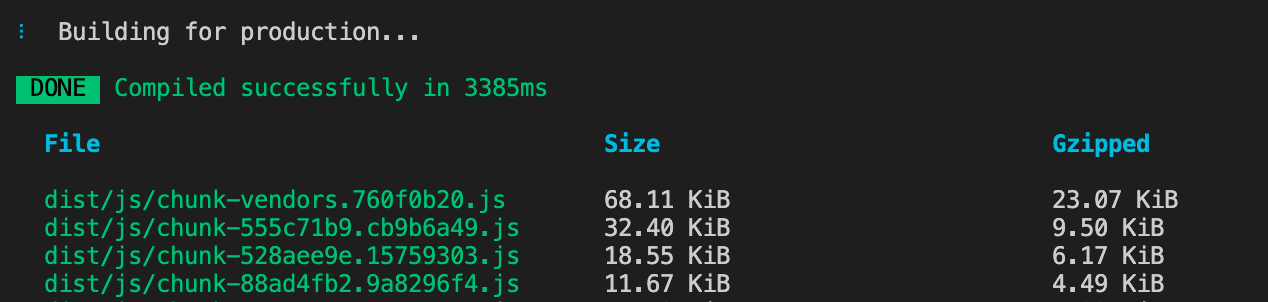 Building for production...
DONE Compiled successfully in 3385ms
File Size Gzipped
dist/js/chunk-vendors.760f0b20.js 68.11 KiB 23.07 KiB
dist/js/chunk-555c71b9.cb9b6a49.js 32.40 KiB 9.50 KiB
dist/js/chunk-528aee9e.15759303.js 18.55 KiB 6.17 KiB
dist/js/chunk-88ad4fb2.9a8296f4.js 11.67 KiB 4.49 KiB